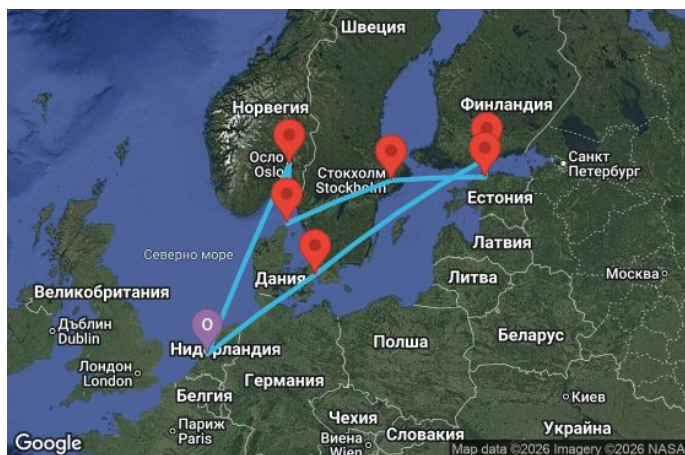 Швеция
Норвегия
Финландия
Осло
Oslo
Стокхолм
Stockholm
Санкт
Петербург
Естония
Северно море
Латвия
Дания
Литва
Москва
Великобритания
Дъблин
Dublin
O
Нидерландия
Полша
Беларус
Лондон
London
Германия
Белгия
Киев
Чехия
Париж
Paris
Виена
Wien
Словакия
Украйна
Google
Map data ©2026 Imagery ©2026 NASA